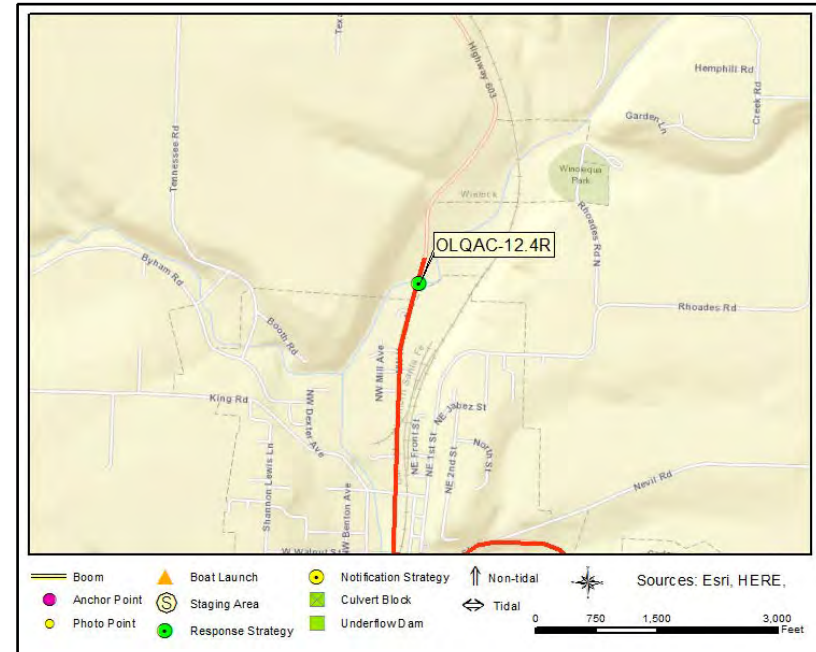 Texa
Tennessee Rd
Highway 603
Hemphill Rd
Creek Rd
Garden Ln
Winolequa
Park
Winlock
Rhoades Rd N
OLQAC-12.4R
Byham Rd
Booth Rd
Rhoades Rd
Santa Fe
NW Mill Ave
King Rd
NW Dexter Ave
NE Jabez St
NE Front St
NE 1st St
NE 2nd St
North St
Shannon Lewis Ln
NW Benton Ave
W Walnut St
Nevil Rd
Boom
Anchor Point
Photo Point
Boat Launch
Staging Area
S
Response Strategy
Notification Strategy
Culvert Block
Underflow Dam
Non-tidal
Tidal
Sources: Esri, HERE,
0 750 1,500 3,000
Feet